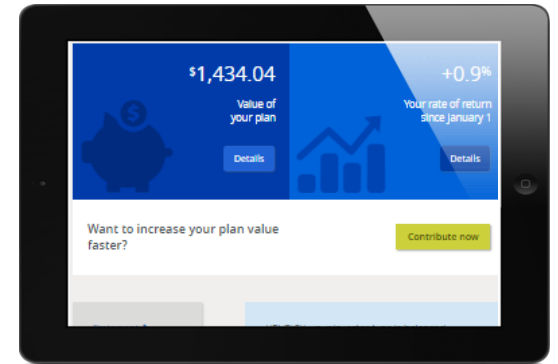 $1,434.04
Value of
your plan
Details
+0.9%
Your rate of return
since January 1
Details
Want to increase your plan value
faster?
Contribute now